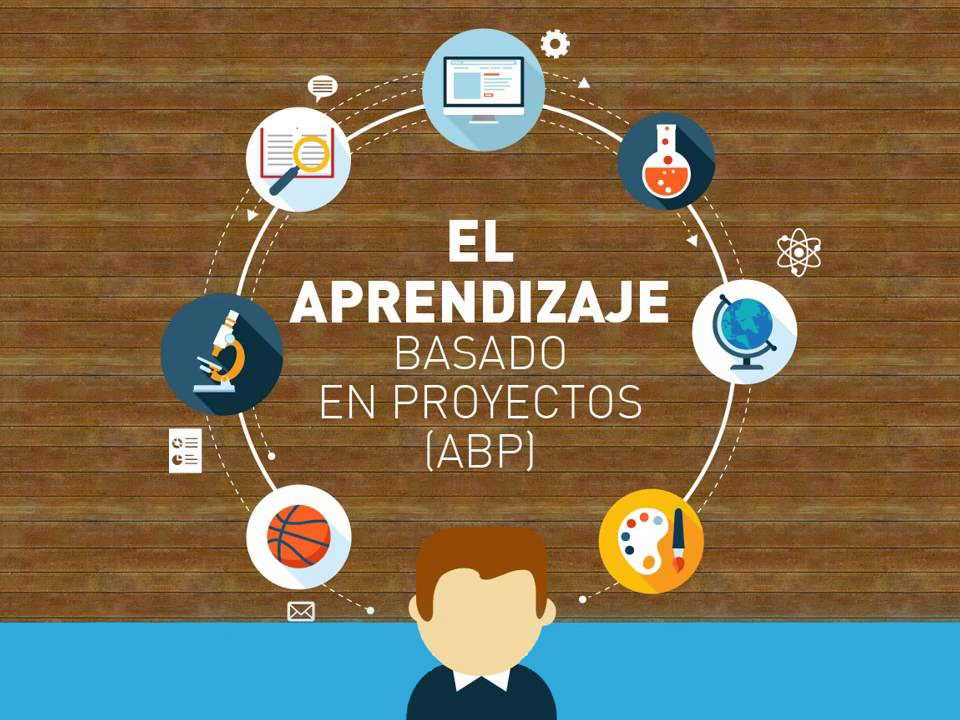 EL
APRENDIZAJE
BASADO
EN PROYECTOS
(ABP)